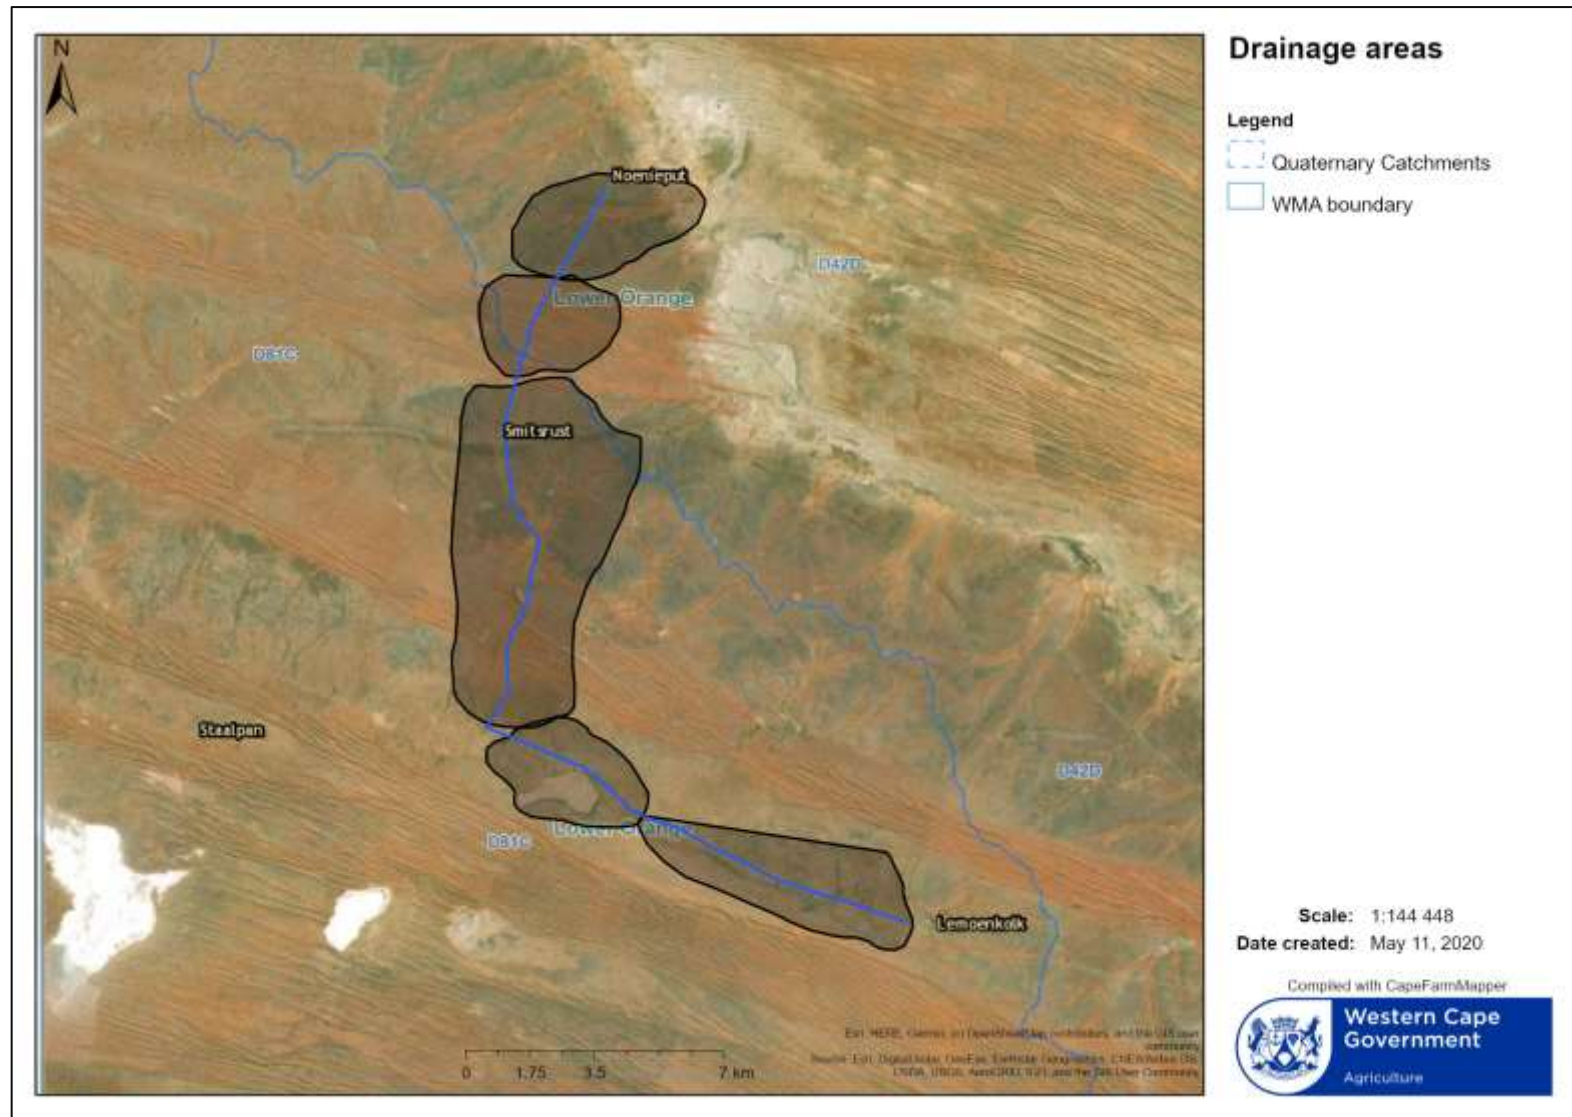 Drainage areas
Legend
Quaternary Catchments
WMA boundary
N
Noenieput
D42D
Lower Orange
D81C
Smitsrust
Staalpan
D42D
D81C
Lower Orange
Lemoenkolk
0 1.75 3.5 7 km
Scale: 1:144 448
Date created: May 11, 2020
Compiled with CapeFarmMapper
Western Cape
Government
Agriculture